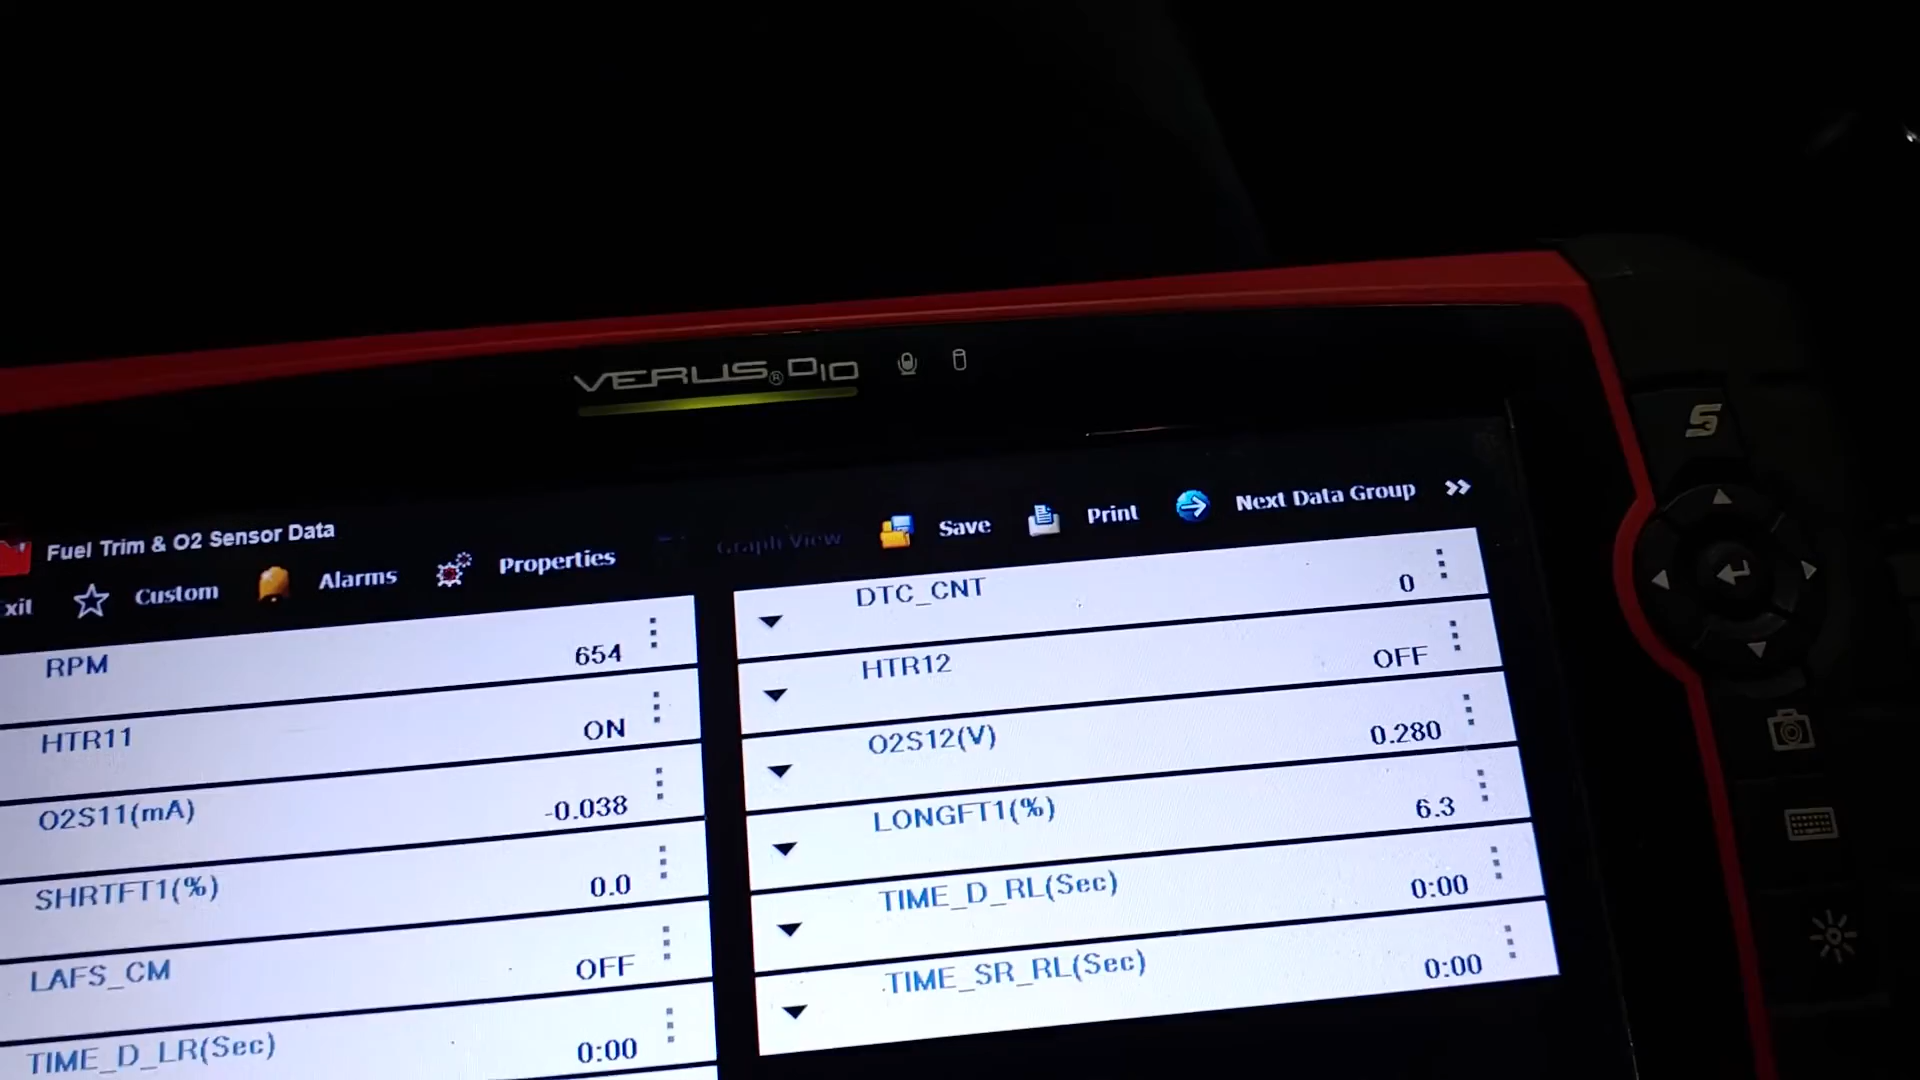 VERUS® D10
S
Fuel Trim & O2 Sensor Data
xit Custom Alarms Properties Graph View Save Print Next Data Group »
RPM 654
HTR11 ON
O2S11(mA) -0.038
SHRTFT1(%) 0.0
LAFS_CM OFF
TIME_D_LR(Sec) 0:00
DTC_CNT 0
HTR12 OFF
O2S12(V) 0.280
LONGFT1(%) 6.3
TIME_D_RL(Sec) 0:00
TIME_SR_RL(Sec) 0:00